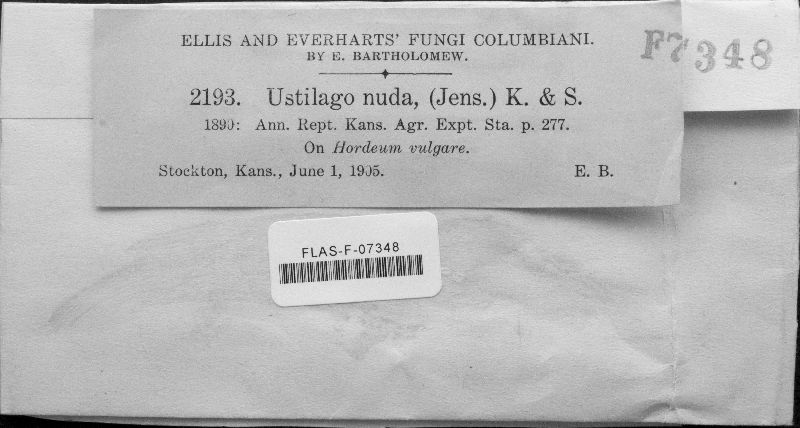 ELLIS AND EVERHARTS' FUNGI COLUMBIANI.
BY E. BARTHOLOMEW.
F7348
2193. Ustilago nuda, (Jens.) K. & S.
1890: Ann. Rept. Kans. Agr. Expt. Sta. p. 277.
On Hordeum vulgare.
Stockton, Kans., June 1, 1905. E. B.
FLAS-F-07348